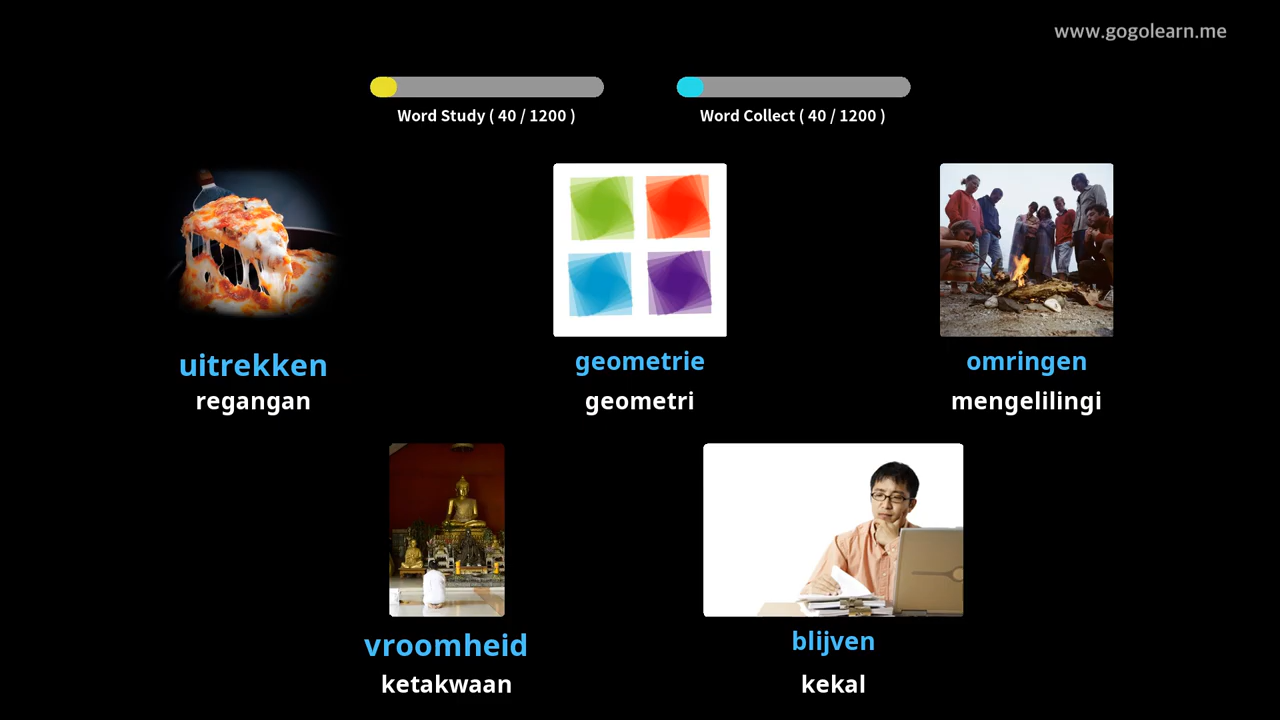 www.gogolearn.me
Word Study ( 40 / 1200 )
Word Collect ( 40 / 1200 )
uitrekken
regangan
geometrie
geometri
omringen
mengelilingi
vroomheid
ketakwaan
blijven
kekal